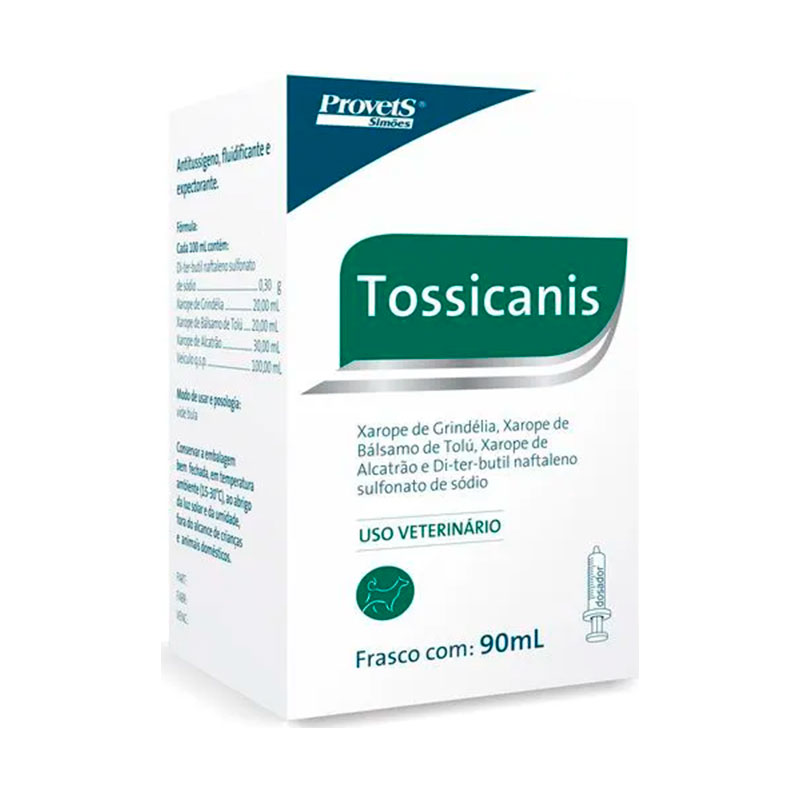 Provets®
Simões
Antitussígeno, fluidificante e
expectorante.
Fórmula:
Cada 100 mL contém:
Di-ter-butil naftaleno sulfonato
de sódio 0,30 g
Xarope de Grindélia 20,00 mL
Xarope de Bálsamo de Tolú 20,00 mL
Xarope de Alcatrão 30,00 mL
Veículo q.s.p. 100,00 mL
Modo de usar e posologia:
vide bula
Conservar a embalagem
bem fechada, em temperatura
ambiente (15-30°C), ao abrigo
da luz solar e da umidade,
fora do alcance de crianças
e animais domésticos.
PART:
FABR:
VENC:
Tossicanis
Xarope de Grindélia, Xarope de
Bálsamo de Tolú, Xarope de
Alcatrão e Di-ter-butil naftaleno
sulfonato de sódio
USO VETERINÁRIO
dosador
Frasco com: 90mL